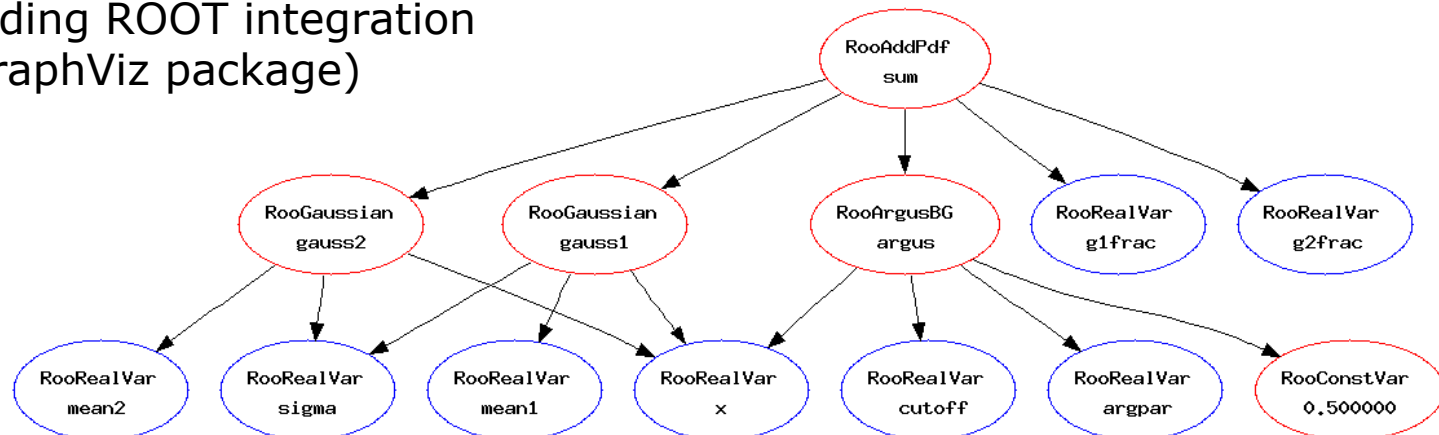 ding ROOT integration
raphViz package)
RooAddPdf
sum
RooGaussian
gauss2
RooGaussian
gauss1
RooArgusBG
argus
RooRealVar
g1frac
RooRealVar
g2frac
RooRealVar
mean2
RooRealVar
sigma
RooRealVar
mean1
RooRealVar
x
RooRealVar
cutoff
RooRealVar
argpar
RooConstVar
0.500000